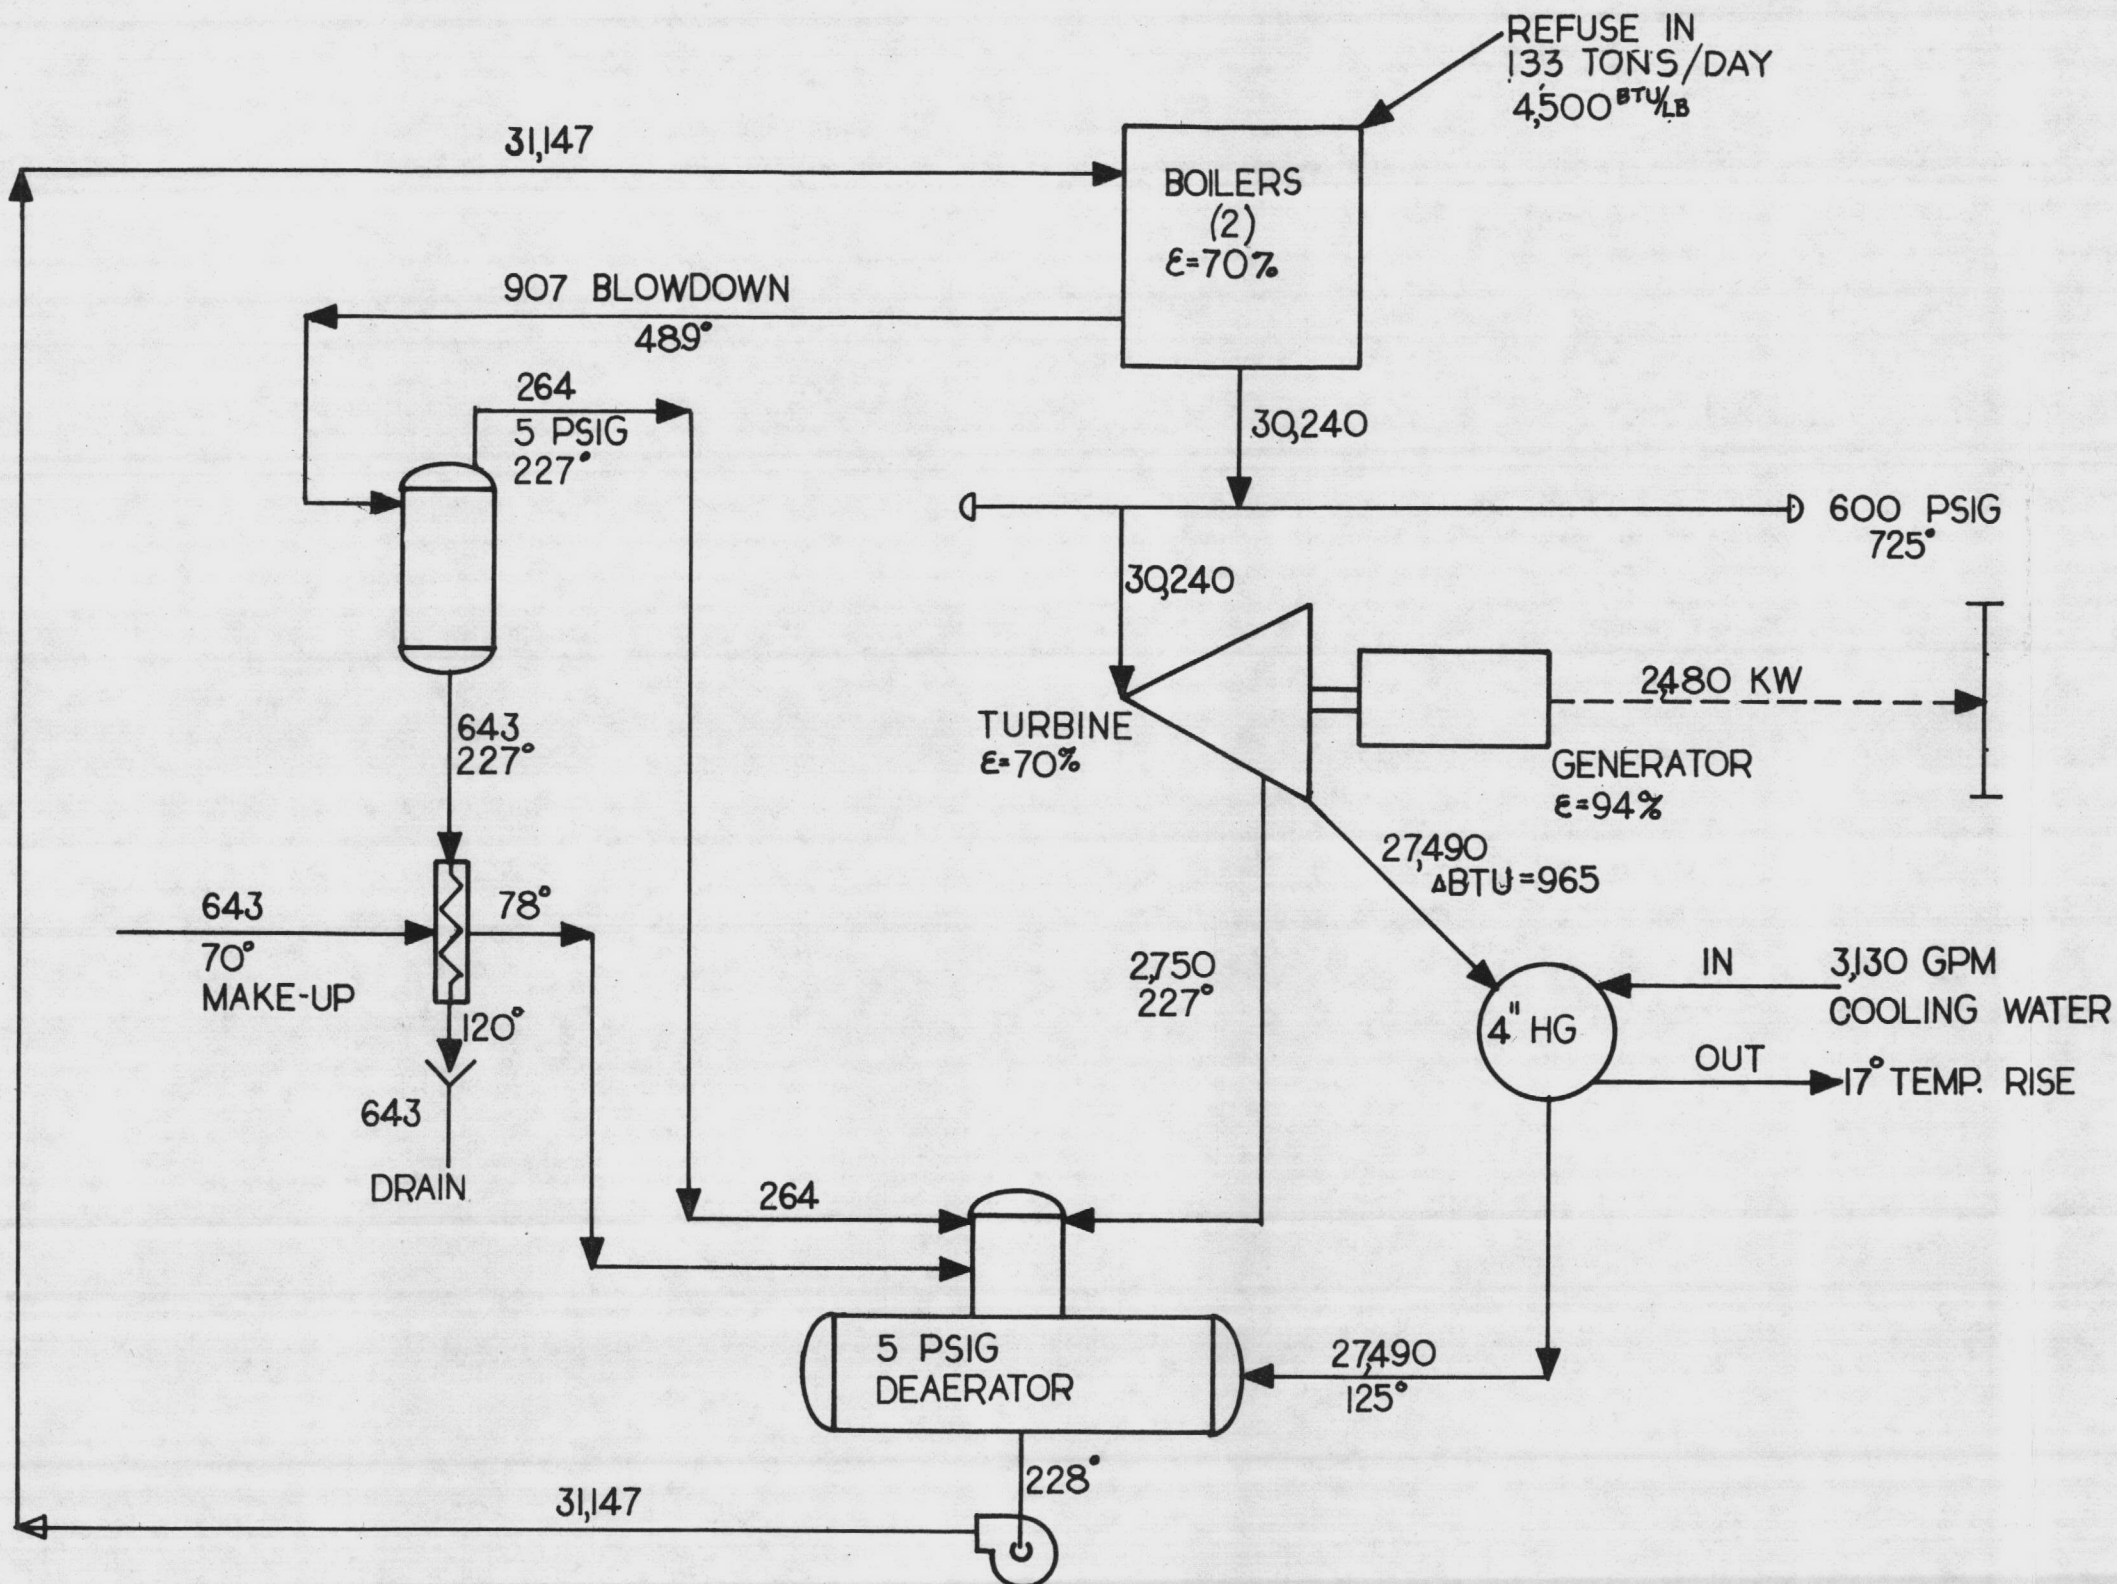 REFUSE IN
133 TONS/DAY
4,500 BTU/LB
31,147
BOILERS
(2)
ε=70%
907 BLOWDOWN
489°
264
5 PSIG
227°
30,240
600 PSIG
725°
30,240
2,480 KW
TURBINE
ε=70%
GENERATOR
ε=94%
643
227°
27,490
ΔBTU=965
643
70°
MAKE-UP
78°
120°
2,750
227°
IN
3,130 GPM
COOLING WATER
4" HG
OUT
17° TEMP. RISE
643
DRAIN
264
5 PSIG
DEAERATOR
27,490
125°
228°
31,147